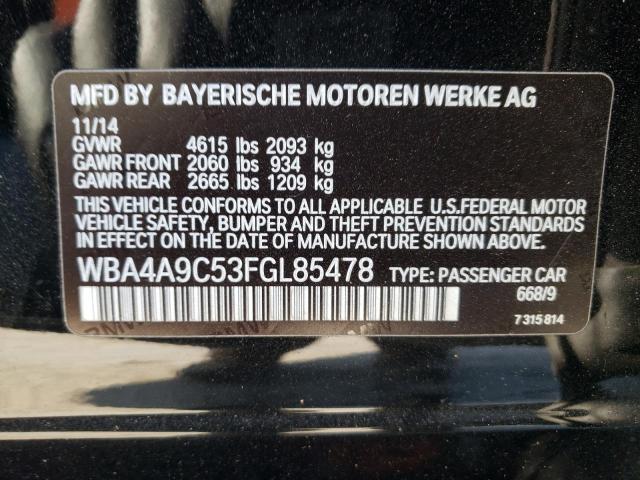 MFD BY BAYERISCHE MOTOREN WERKE AG
11/14
GVWR 4615 lbs 2093 kg
GAWR FRONT 2060 lbs 934 kg
GAWR REAR 2665 lbs 1209 kg
THIS VEHICLE CONFORMS TO ALL APPLICABLE U.S.FEDERAL MOTOR
VEHICLE SAFETY, BUMPER AND THEFT PREVENTION STANDARDS
IN EFFECT ON THE DATE OF MANUFACTURE SHOWN ABOVE.
WBA4A9C53FGL85478 TYPE: PASSENGER CAR
668/9
7315814
BMW
BMW